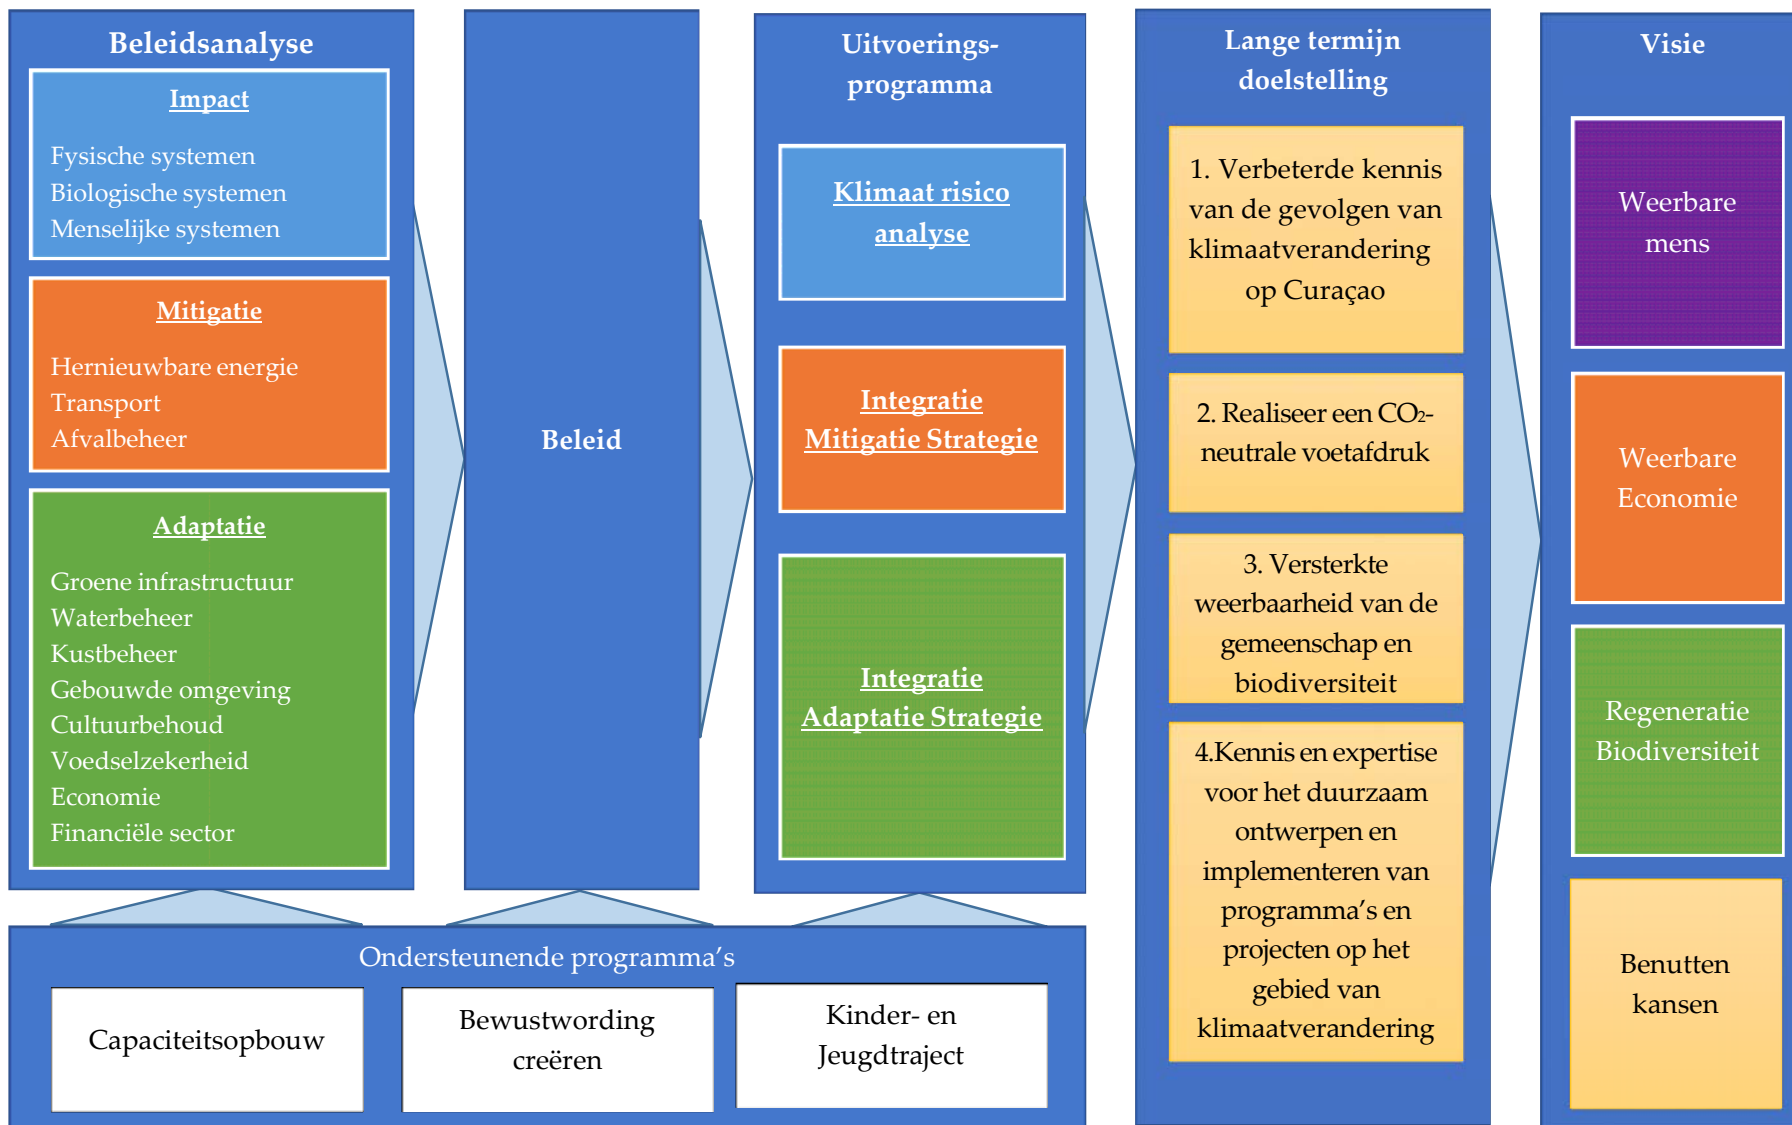 Beleidsanalyse
Impact
Fysische systemen
Biologische systemen
Menselijke systemen
Mitigatie
Hernieuwbare energie
Transport
Afvalbeheer
Adaptatie
Groene infrastructuur
Waterbeheer
Kustbeheer
Gebouwde omgeving
Cultuurbehoud
Voedselzekerheid
Economie
Financiële sector
Beleid
Uitvoerings-
programma
Klimaat risico
analyse
Integratie
Mitigatie Strategie
Integratie
Adaptatie Strategie
Lange termijn
doelstelling
1. Verbeterde kennis
van de gevolgen van
klimaatverandering
op Curaçao
2. Realiseer een CO₂-
neutrale voetafdruk
3. Versterkte
weerbaarheid van de
gemeenschap en
biodiversiteit
4.Kennis en expertise
voor het duurzaam
ontwerpen en
implementeren van
programma’s en
projecten op het
gebied van
klimaatverandering
Visie
Weerbare
mens
Weerbare
Economie
Regeneratie
Biodiversiteit
Benutten
kansen
Ondersteunende programma’s
Capaciteitsopbouw
Bewustwording
creëren
Kinder- en
Jeugdtraject